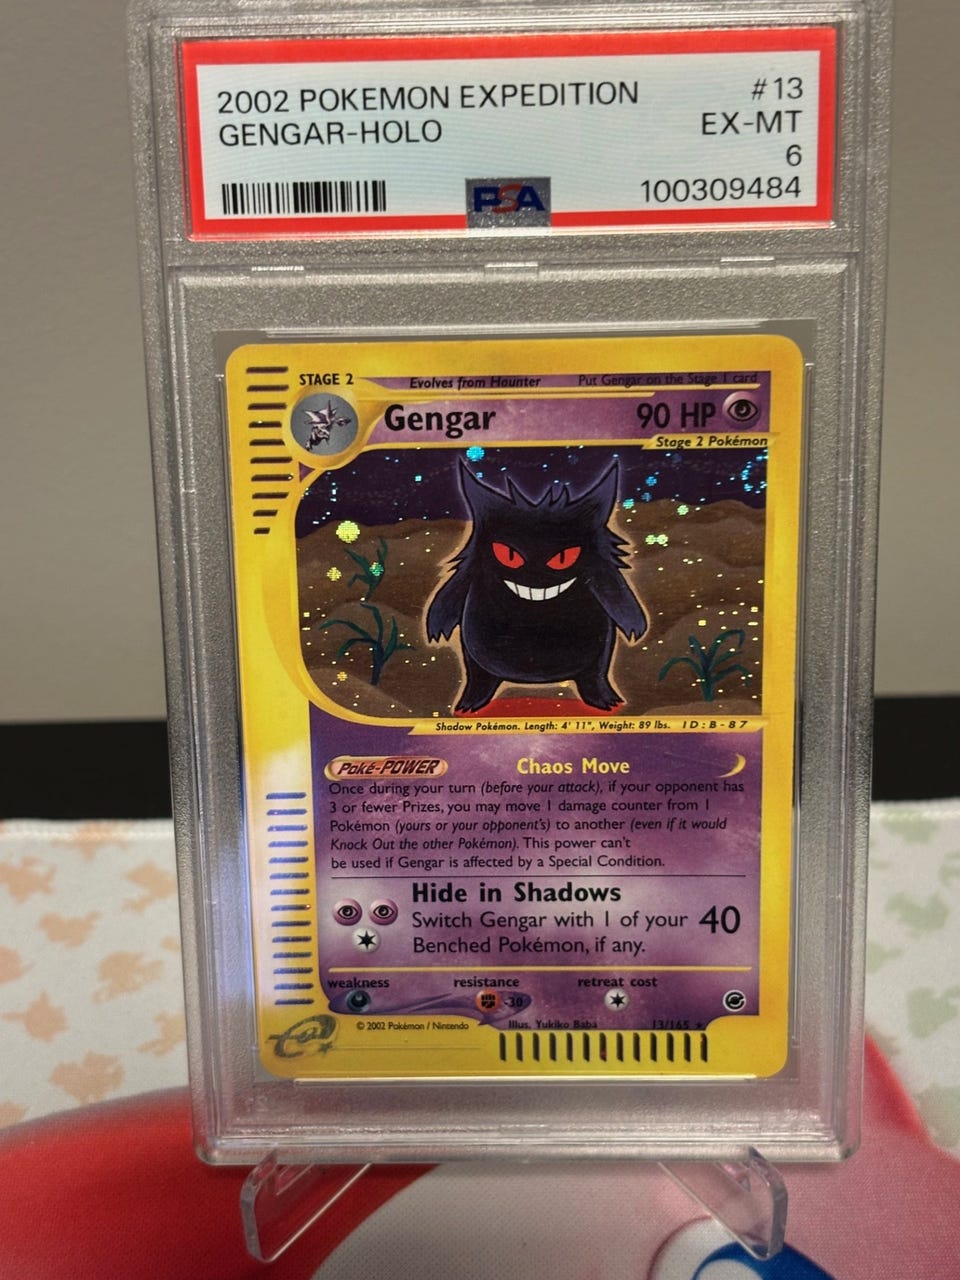 2002 POKEMON EXPEDITION #13
GENGAR-HOLO EX-MT
6
PSA 100309484
STAGE 2 Evolves from Haunter Put Gengar on the Stage 1 card
Gengar 90 HP
Stage 2 Pokémon
Shadow Pokémon. Length: 4' 11", Weight: 89 lbs. ID: B-87
Poké-POWER Chaos Move
Once during your turn (before your attack), if your opponent has
3 or fewer Prizes, you may move 1 damage counter from 1
Pokémon (yours or your opponent's) to another (even if it would
Knock Out the other Pokémon). This power can't
be used if Gengar is affected by a Special Condition.
Hide in Shadows
Switch Gengar with 1 of your 40
Benched Pokémon, if any.
weakness resistance retreat cost
-30
© 2002 Pokémon / Nintendo Illus. Yukiko Baba 13/165 ★
e